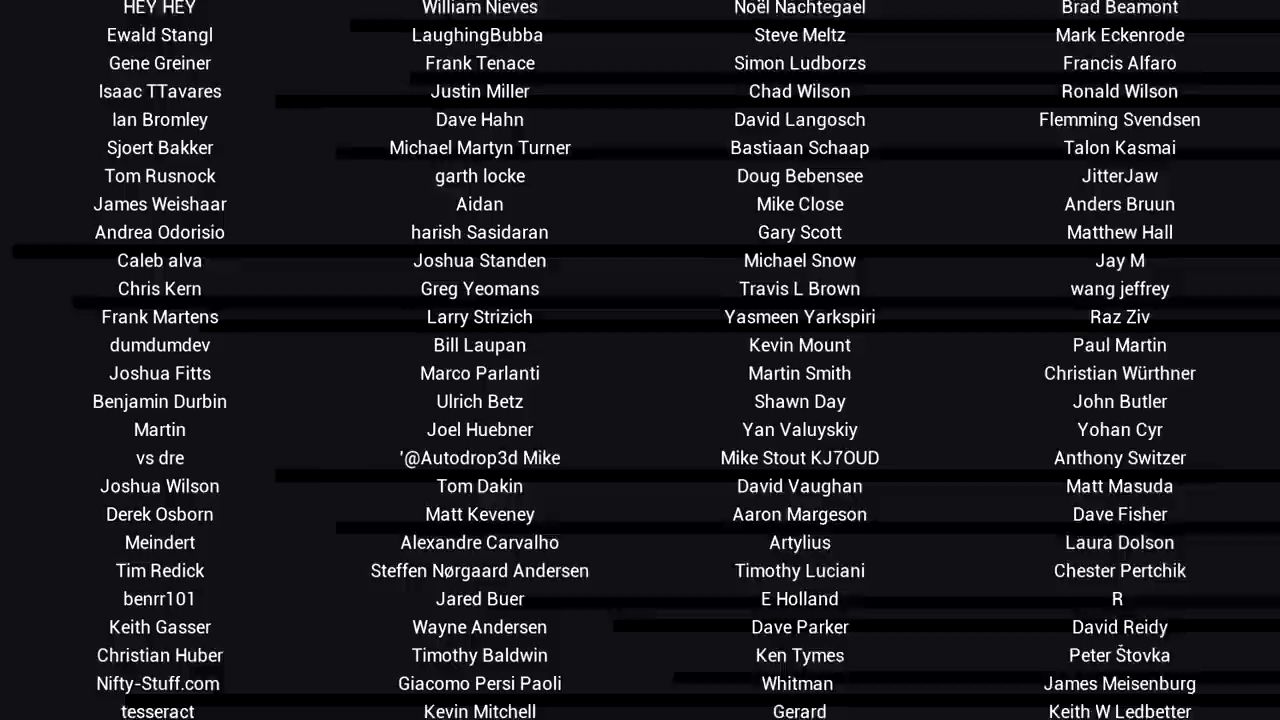 HEY HEY William Nieves Noël Nachtegael Brad Beamont
Ewald Stangl LaughingBubba Steve Meltz Mark Eckenrode
Gene Greiner Frank Tenace Simon Ludborzs Francis Alfaro
Isaac TTavares Justin Miller Chad Wilson Ronald Wilson
Ian Bromley Dave Hahn David Langosch Flemming Svendsen
Sjoert Bakker Michael Martyn Turner Bastiaan Schaap Talon Kasmai
Tom Rusnock garth locke Doug Bebensee JitterJaw
James Weishaar Aidan Mike Close Anders Bruun
Andrea Odorisio harish Sasidaran Gary Scott Matthew Hall
Caleb alva Joshua Standen Michael Snow Jay M
Chris Kern Greg Yeomans Travis L Brown wang jeffrey
Frank Martens Larry Strizich Yasmeen Yarkspiri Raz Ziv
dumdumdev Bill Laupan Kevin Mount Paul Martin
Joshua Fitts Marco Parlanti Martin Smith Christian Würthner
Benjamin Durbin Ulrich Betz Shawn Day John Butler
Martin Joel Huebner Yan Valuyskiy Yohan Cyr
vs dre '@Autodrop3d Mike Mike Stout KJ7OUD Anthony Switzer
Joshua Wilson Tom Dakin David Vaughan Matt Masuda
Derek Osborn Matt Keveney Aaron Margeson Dave Fisher
Meindert Alexandre Carvalho Artylius Laura Dolson
Tim Redick Steffen Nørgaard Andersen Timothy Luciani Chester Pertchik
benrr101 Jared Buer E Holland R
Keith Gasser Wayne Andersen Dave Parker David Reidy
Christian Huber Timothy Baldwin Ken Tymes Peter Štovka
Nifty-Stuff.com Giacomo Persi Paoli Whitman James Meisenburg
tesseract Kevin Mitchell Gerard Keith W Ledbetter